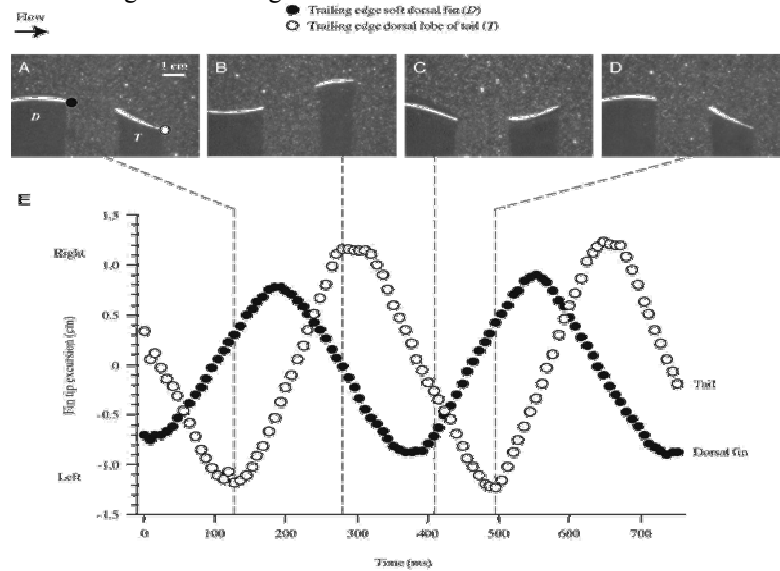 Flow
● Trailing edge soft dorsal fin (D)
○ Trailing edge dorsal lobe of tail (T)
A
1 cm
D
T
B
C
D
E
Fin tip excursion (cm)
Right
Left
1.5
1.0
0.5
0
-0.5
-1.0
-1.5
Tail
Dorsal fin
0 100 200 300 400 500 600 700
Time (ms)